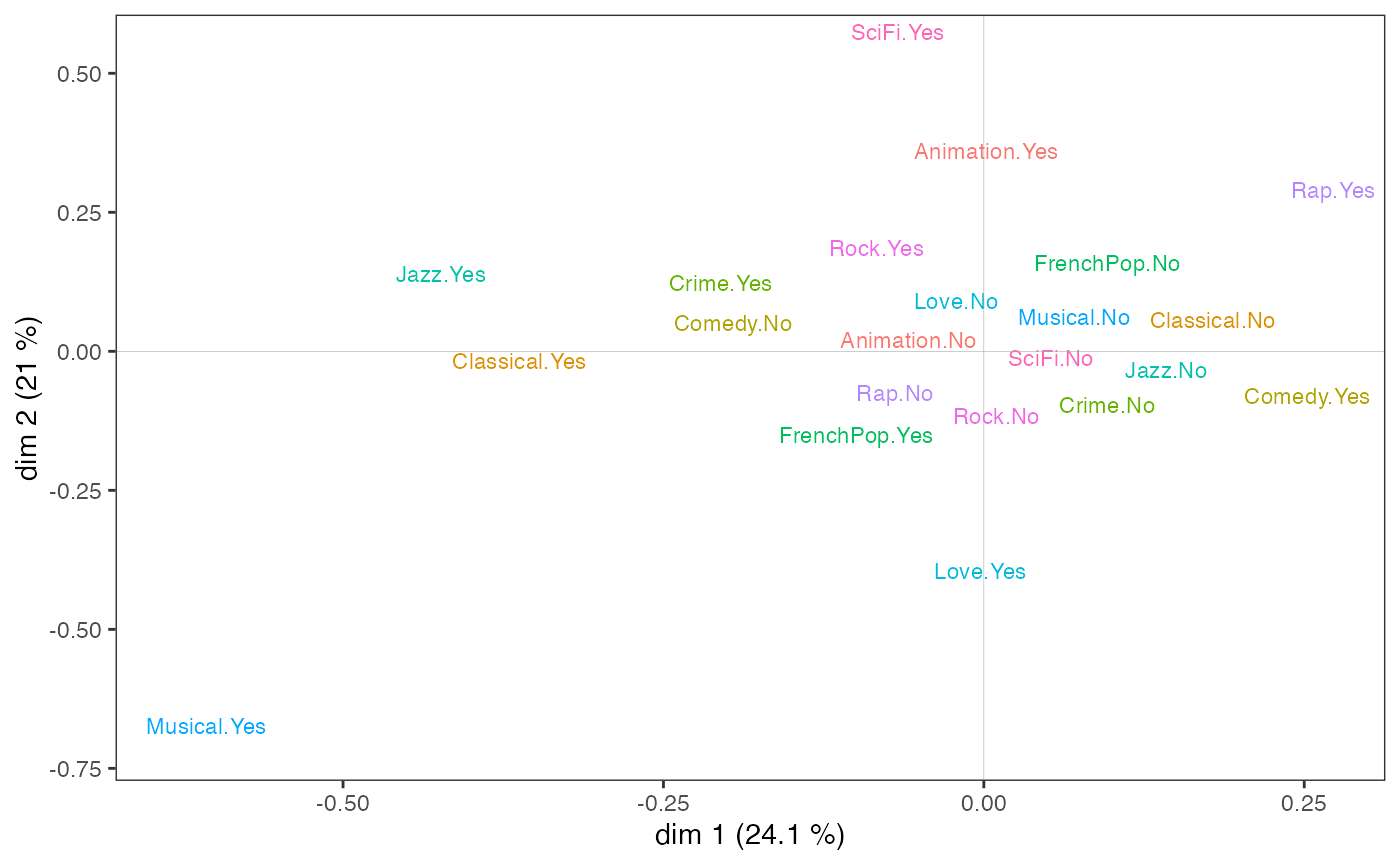 SciFi.Yes
0.50
Animation.Yes
Rap.Yes
0.25
Rock.Yes
FrenchPop.No
Jazz.Yes
Crime.Yes
Love.No
Musical.No
Classical.No
Comedy.No
Animation.No
0.00
SciFi.No
Classical.Yes
Jazz.No
Rap.No
Comedy.Yes
Crime.No
Rock.No
FrenchPop.Yes
dim 2 (21 %)
-0.25
Love.Yes
-0.50
Musical.Yes
-0.75
-0.50 -0.25 0.00 0.25
dim 1 (24.1 %)